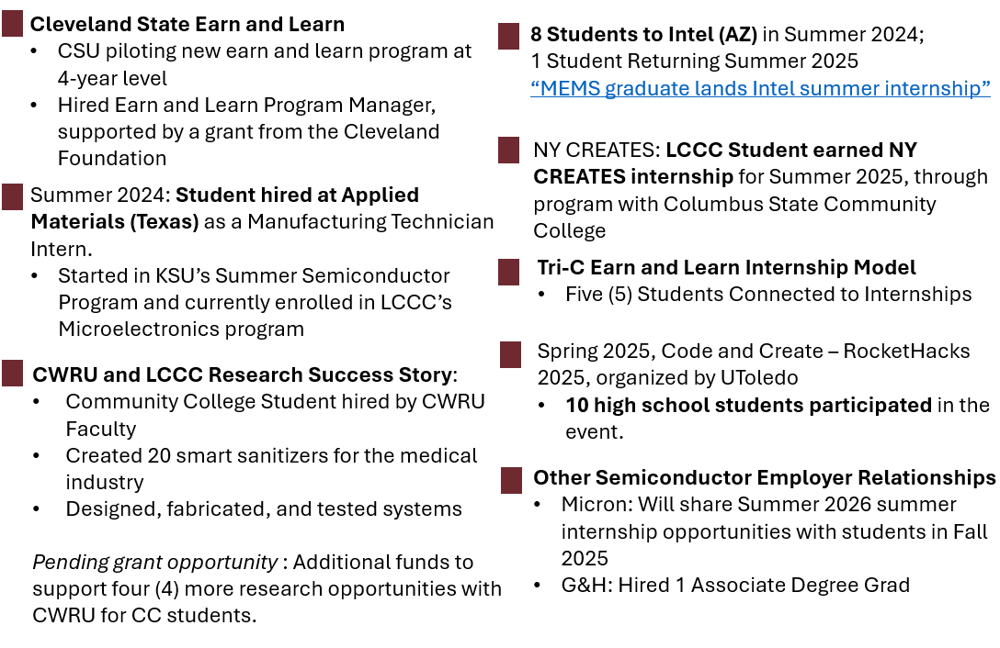 Cleveland State Earn and Learn
• CSU piloting new earn and learn program at
4-year level
• Hired Earn and Learn Program Manager,
supported by a grant from the Cleveland
Foundation
Summer 2024: Student hired at Applied
Materials (Texas) as a Manufacturing Technician
Intern.
• Started in KSU’s Summer Semiconductor
Program and currently enrolled in LCCC’s
Microelectronics program
CWRU and LCCC Research Success Story:
• Community College Student hired by CWRU
Faculty
• Created 20 smart sanitizers for the medical
industry
• Designed, fabricated, and tested systems
Pending grant opportunity : Additional funds to
support four (4) more research opportunities with
CWRU for CC students.
8 Students to Intel (AZ) in Summer 2024;
1 Student Returning Summer 2025
“MEMS graduate lands Intel summer internship”
NY CREATES: LCCC Student earned NY
CREATES internship for Summer 2025, through
program with Columbus State Community
College
Tri-C Earn and Learn Internship Model
• Five (5) Students Connected to Internships
Spring 2025, Code and Create – RocketHacks
2025, organized by UToledo
• 10 high school students participated in the
event.
Other Semiconductor Employer Relationships
• Micron: Will share Summer 2026 summer
internship opportunities with students in Fall
2025
• G&H: Hired 1 Associate Degree Grad